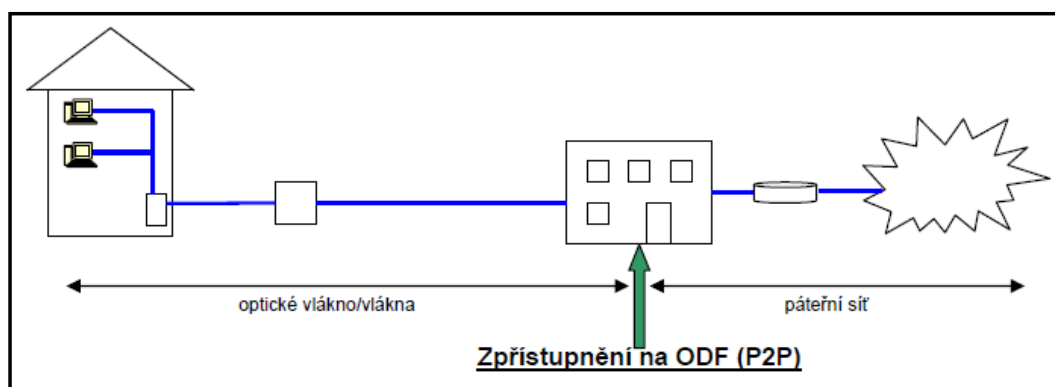 optické vlákno/vlákna
páteřní síť
Zpřístupnění na ODF (P2P)